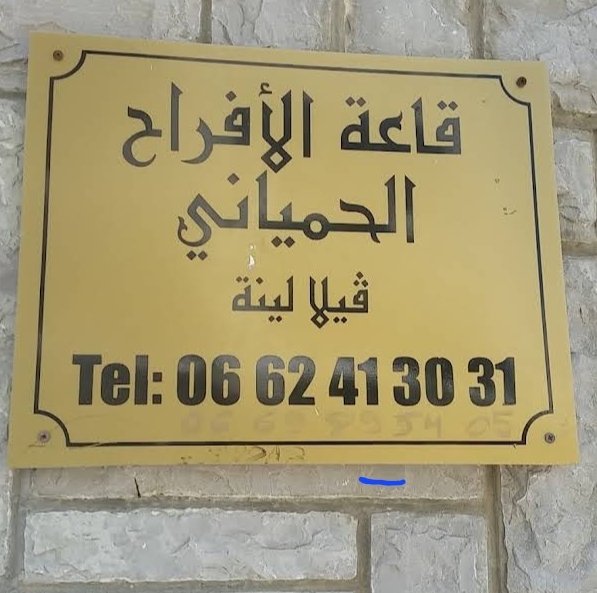 قاعة الأفراح
الحمياني
ڤيلا لينة
Tel: 06 62 41 30 31